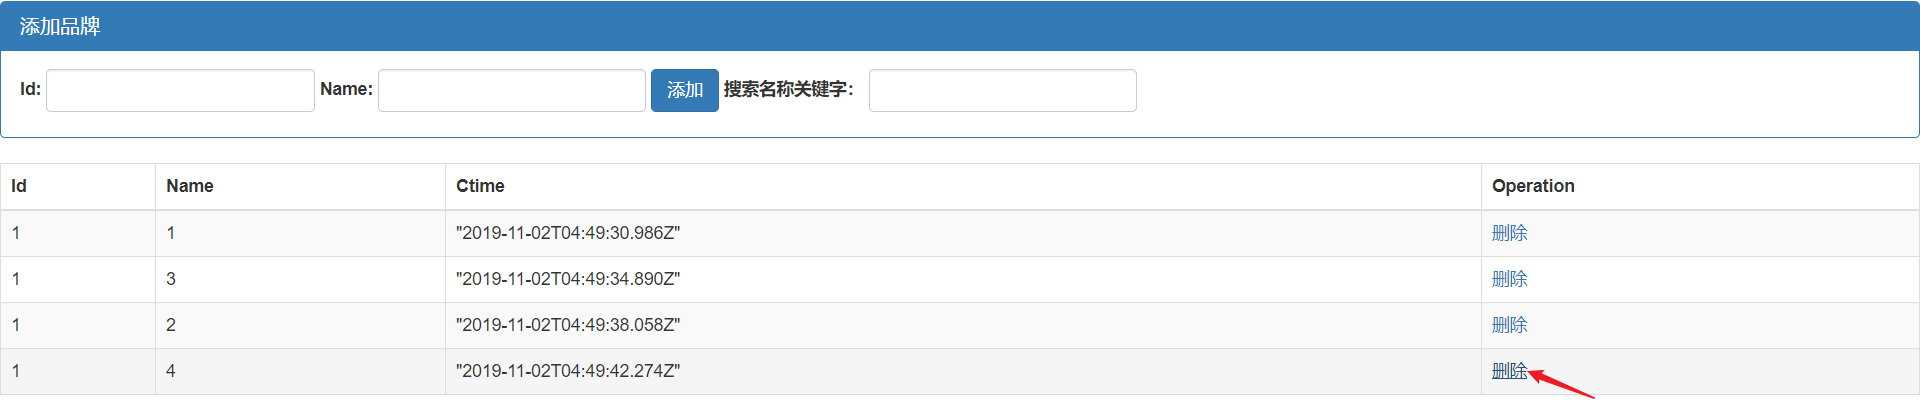 添加品牌
Id: Name: 添加 搜索名称关键字：
Id Name Ctime Operation
1 1 "2019-11-02T04:49:30.986Z" 删除
1 3 "2019-11-02T04:49:34.890Z" 删除
1 2 "2019-11-02T04:49:38.058Z" 删除
1 4 "2019-11-02T04:49:42.274Z" 删除